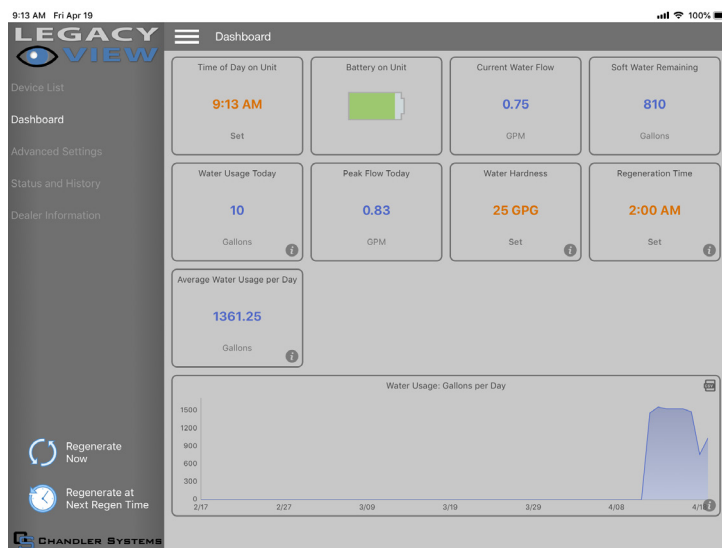 9:13 AM Fri Apr 19
100%
LEGACY
VIEW
Dashboard
Device List
Dashboard
Advanced Settings
Status and History
Dealer Information
Time of Day on Unit
9:13 AM
Set
Battery on Unit
Current Water Flow
0.75
GPM
Soft Water Remaining
810
Gallons
Water Usage Today
10
Gallons
Peak Flow Today
0.83
GPM
Water Hardness
25 GPG
Set
Regeneration Time
2:00 AM
Set
Average Water Usage per Day
1361.25
Gallons
Water Usage: Gallons per Day
1500
1200
900
600
300
0
2/17 2/27 3/09 3/19 3/29 4/08
Regenerate
Now
Regenerate at
Next Regen Time
CHANDLER SYSTEMS